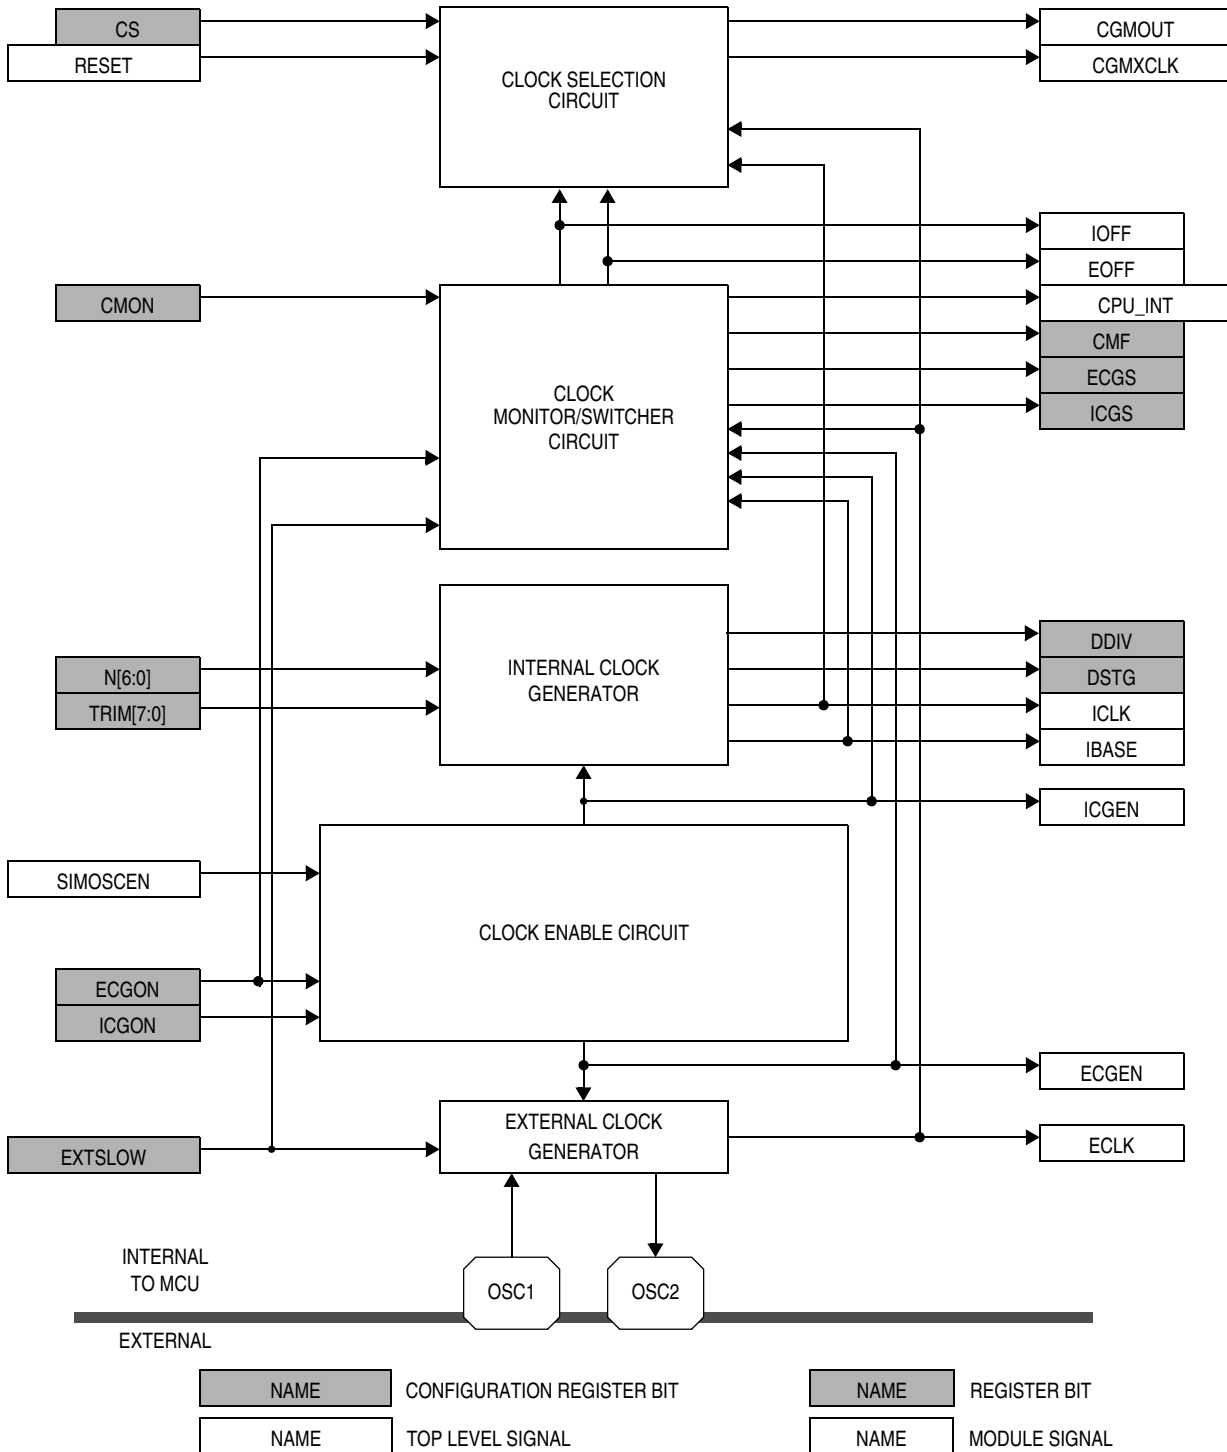 CS
RESET
CLOCK SELECTION
CIRCUIT
CGMOUT
CGMXCLK
IOFF
EOFF
CMON
CPU_INT
CMF
ECGS
ICGS
CLOCK
MONITOR/SWITCHER
CIRCUIT
N[6:0]
TRIM[7:0]
INTERNAL CLOCK
GENERATOR
DDIV
DSTG
ICLK
IBASE
ICGEN
SIMOSCEN
CLOCK ENABLE CIRCUIT
ECGON
ICGON
ECGEN
EXTSLOW
EXTERNAL CLOCK
GENERATOR
ECLK
INTERNAL
TO MCU
OSC1
OSC2
EXTERNAL
NAME CONFIGURATION REGISTER BIT
NAME REGISTER BIT
NAME TOP LEVEL SIGNAL
NAME MODULE SIGNAL